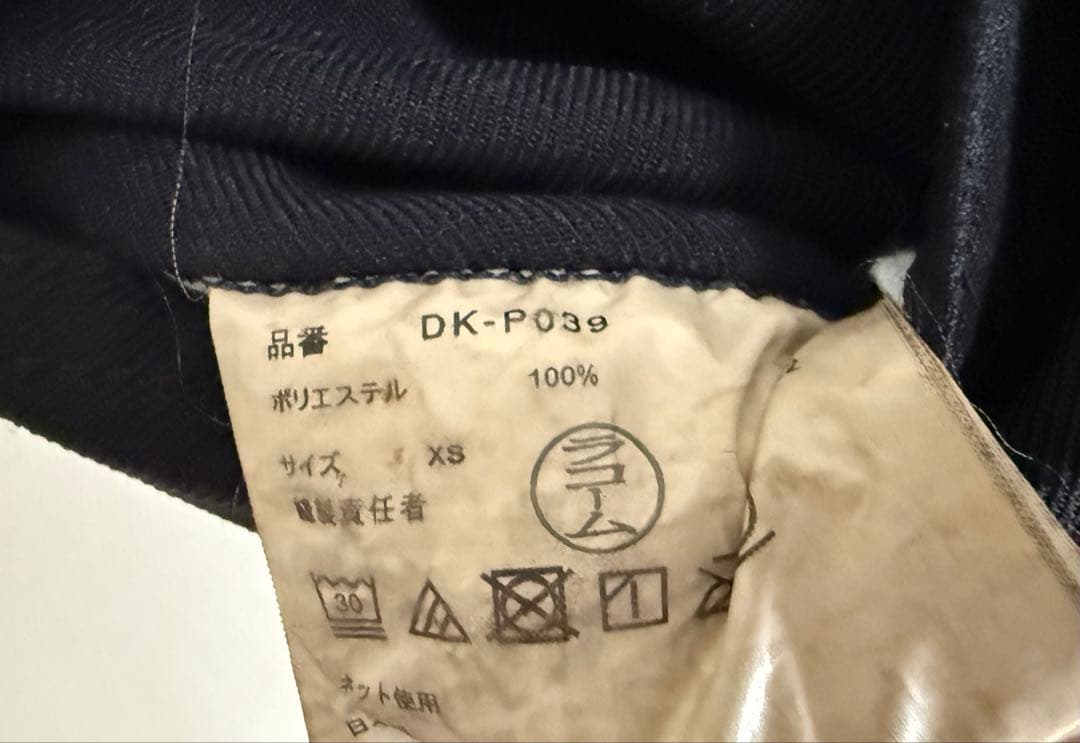 品番 DK-P039
ポリエステル 100%
サイズ XS
縫製責任者
ラコーム
30
ネット使用